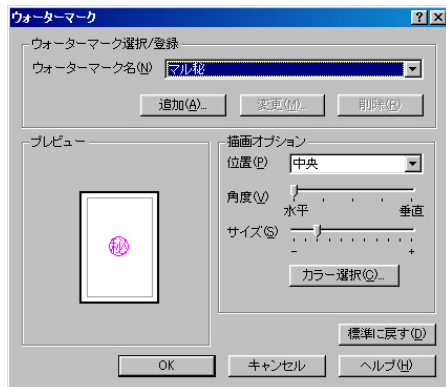 ウォーターマーク
ウォーターマーク選択/登録
ウォーターマーク名(N)
マル秘
追加(A)...
変更(M)...
削除(R)
プレビュー
秘
描画オプション
位置(P)
中央
角度(V)
水平
垂直
サイズ(S)
-
+
カラー選択(C)...
標準に戻す(D)
OK
キャンセル
ヘルプ(H)